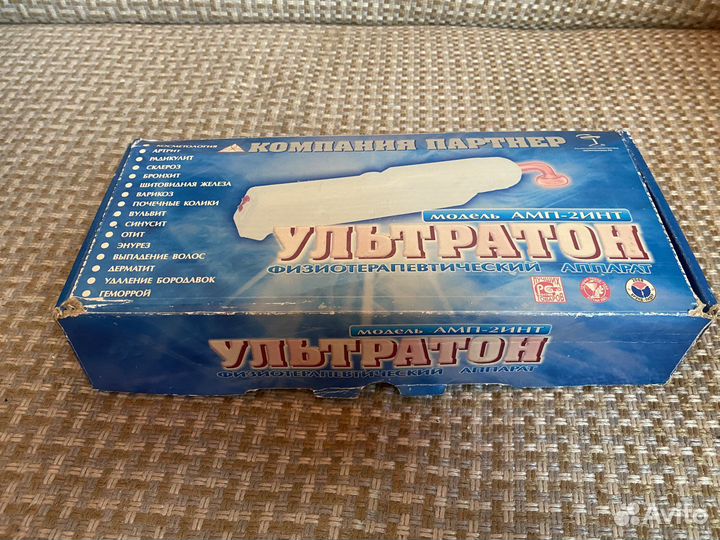 КОМПАНИЯ ПАРТНЕР
КОСМЕТОЛОГИЯ
АРТРИТ
РАДИКУЛИТ
СКЛЕРОЗ
БРОНХИТ
ЩИТОВИДНАЯ ЖЕЛЕЗА
ВАРИКОЗ
ПОЧЕЧНЫЕ КОЛИКИ
ВУЛЬВИТ
СИНУСИТ
ОТИТ
ЭНУРЕЗ
ВЫПАДЕНИЕ ВОЛОС
ДЕРМАТИТ
УДАЛЕНИЕ БОРОДАВОК
ГЕМОРРОЙ
МОДЕЛЬ АМП-2ИНТ
УЛЬТРАТОН
ФИЗИОТЕРАПЕВТИЧЕСКИЙ АППАРАТ
МОДЕЛЬ АМП-2ИНТ
УЛЬТРАТОН
ФИЗИОТЕРАПЕВТИЧЕСКИЙ АППАРАТ
Avito